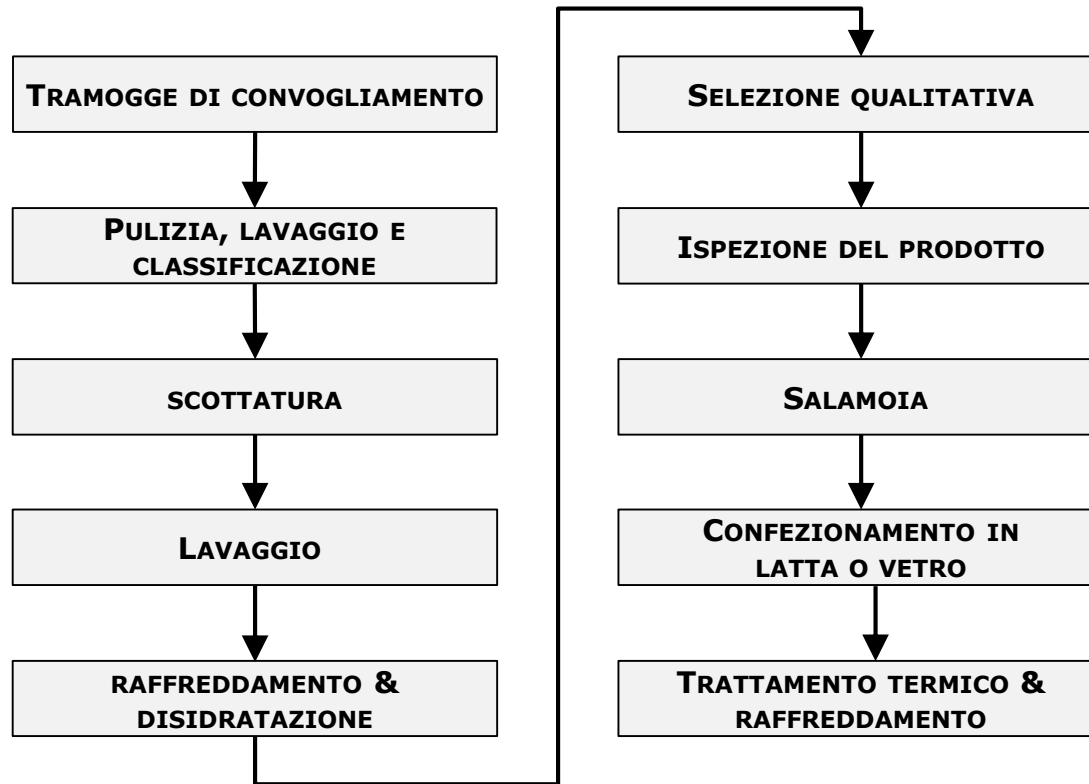 TRAMOGGE DI CONVOGLIAMENTO
PULIZIA, LAVAGGIO E
CLASSIFICAZIONE
SCOTTATURA
LAVAGGIO
RAFFREDDAMENTO &
DISIDRATAZIONE
SELEZIONE QUALITATIVA
ISPEZIONE DEL PRODOTTO
SALAMOIA
CONFEZIONAMENTO IN
LATTA O VETRO
TRATTAMENTO TERMICO &
RAFFREDDAMENTO